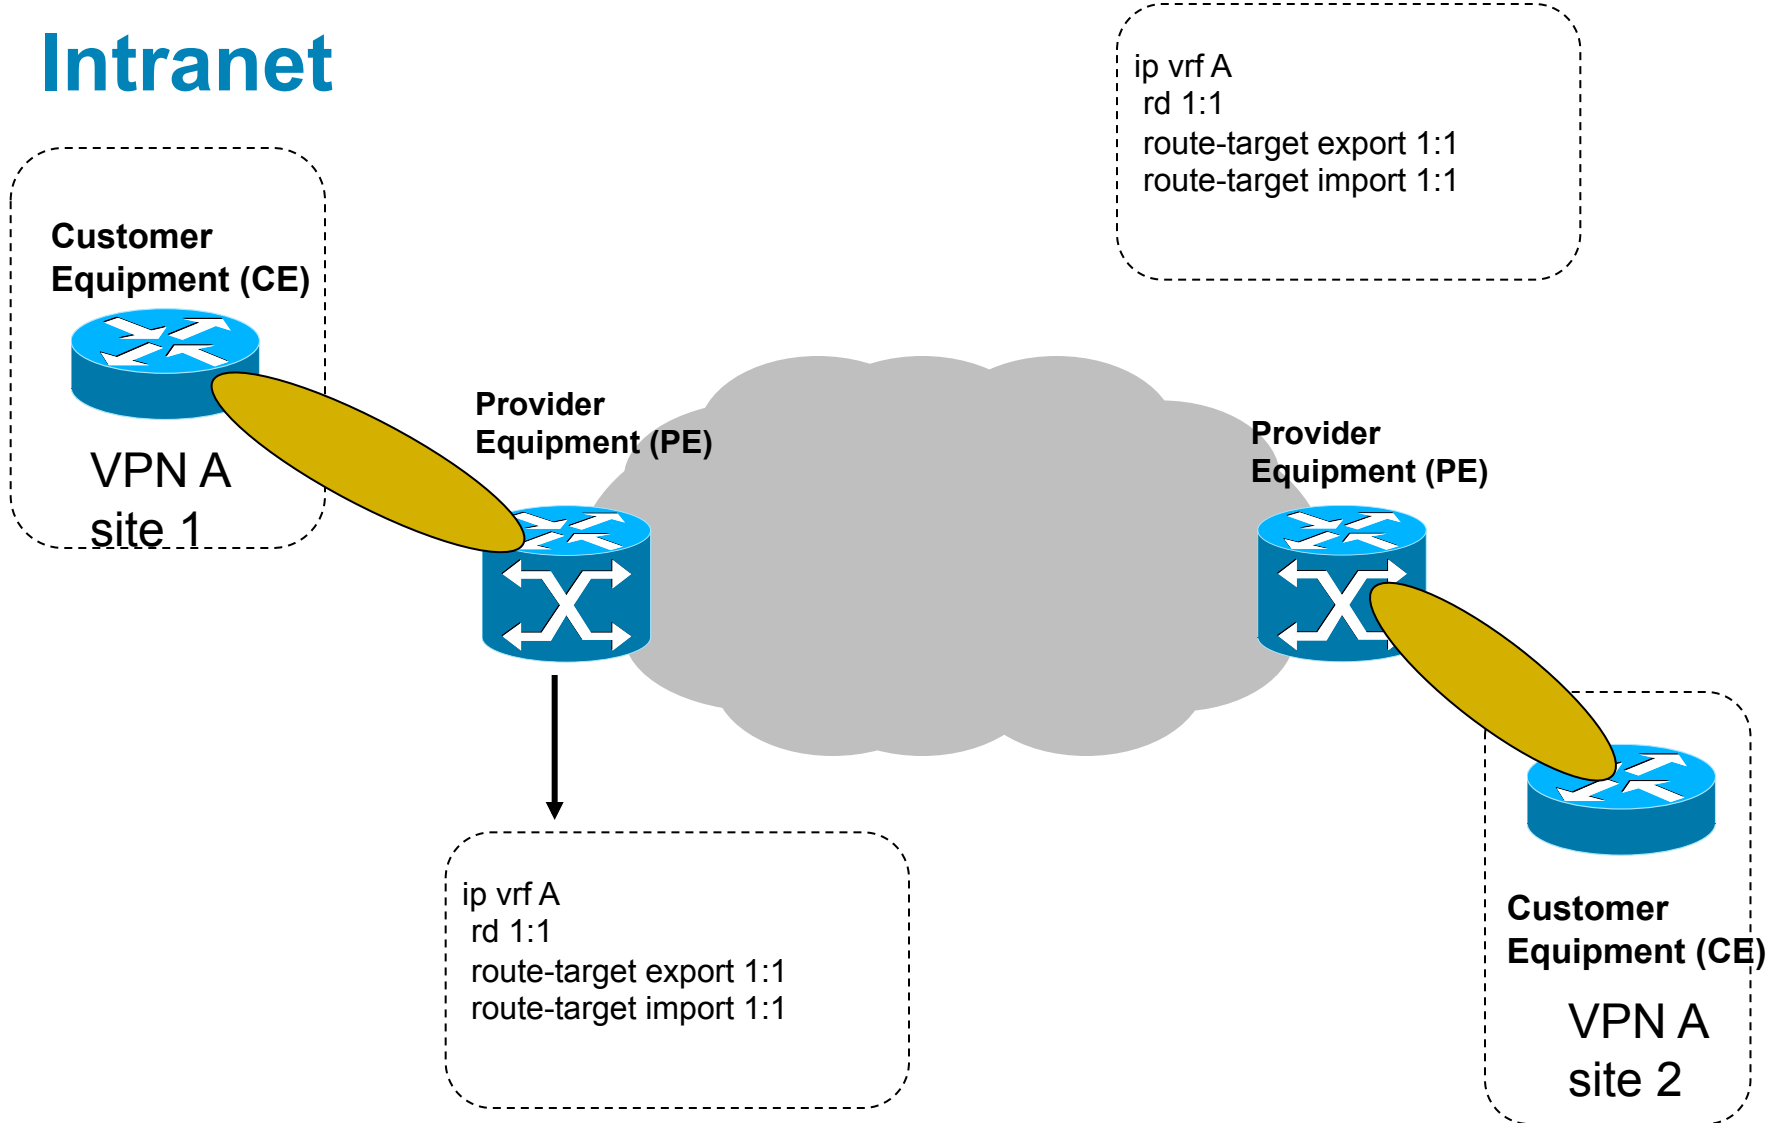 Intranet
ip vrf A
rd 1:1
route-target export 1:1
route-target import 1:1
Customer
Equipment (CE)
VPN A
site 1
Provider
Equipment (PE)
Provider
Equipment (PE)
ip vrf A
rd 1:1
route-target export 1:1
route-target import 1:1
Customer
Equipment (CE)
VPN A
site 2